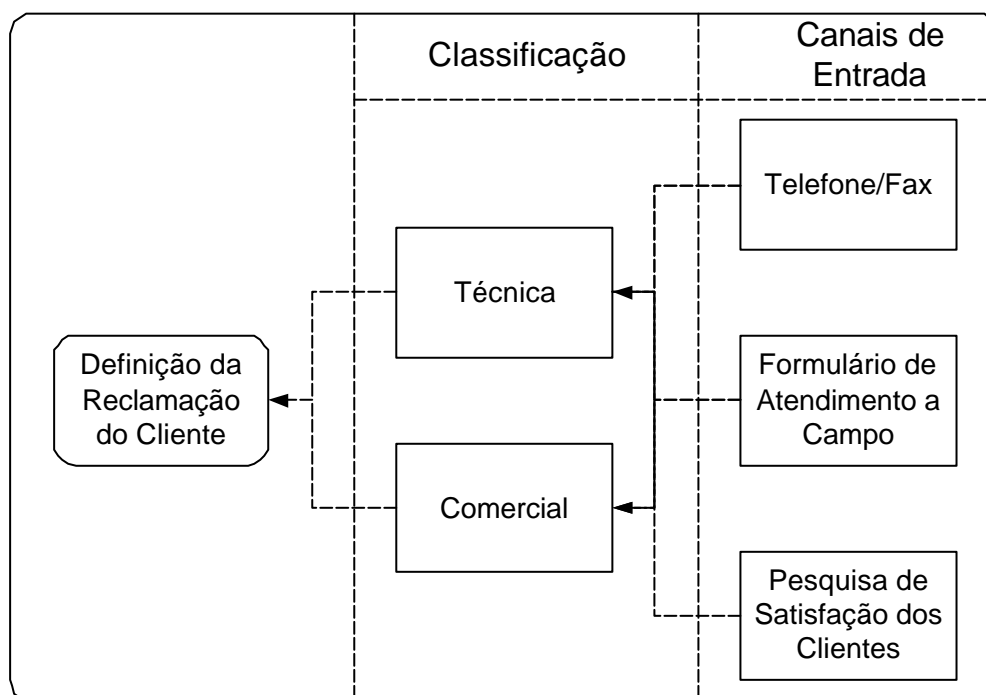 Classificação
Canais de
Entrada
Telefone/Fax
Técnica
Definição da
Reclamação
do Cliente
Formulário de
Atendimento a
Campo
Comercial
Pesquisa de
Satisfação dos
Clientes